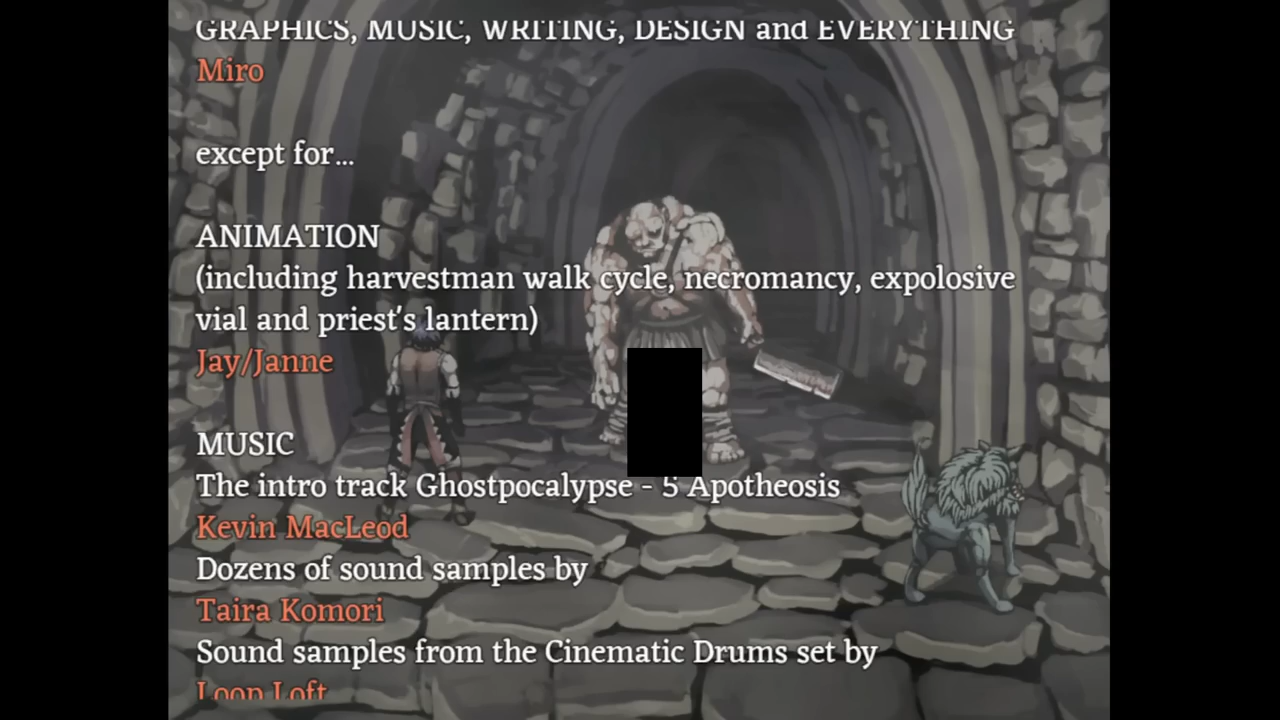 GRAPHICS, MUSIC, WRITING, DESIGN and EVERYTHING
Miro
except for...
ANIMATION
(including harvestman walk cycle, necromancy, expolosive
vial and priest's lantern)
Jay/Janne
MUSIC
The intro track Ghostpocalypse - 5 Apotheosis
Kevin MacLeod
Dozens of sound samples by
Taira Komori
Sound samples from the Cinematic Drums set by
Loop Loft